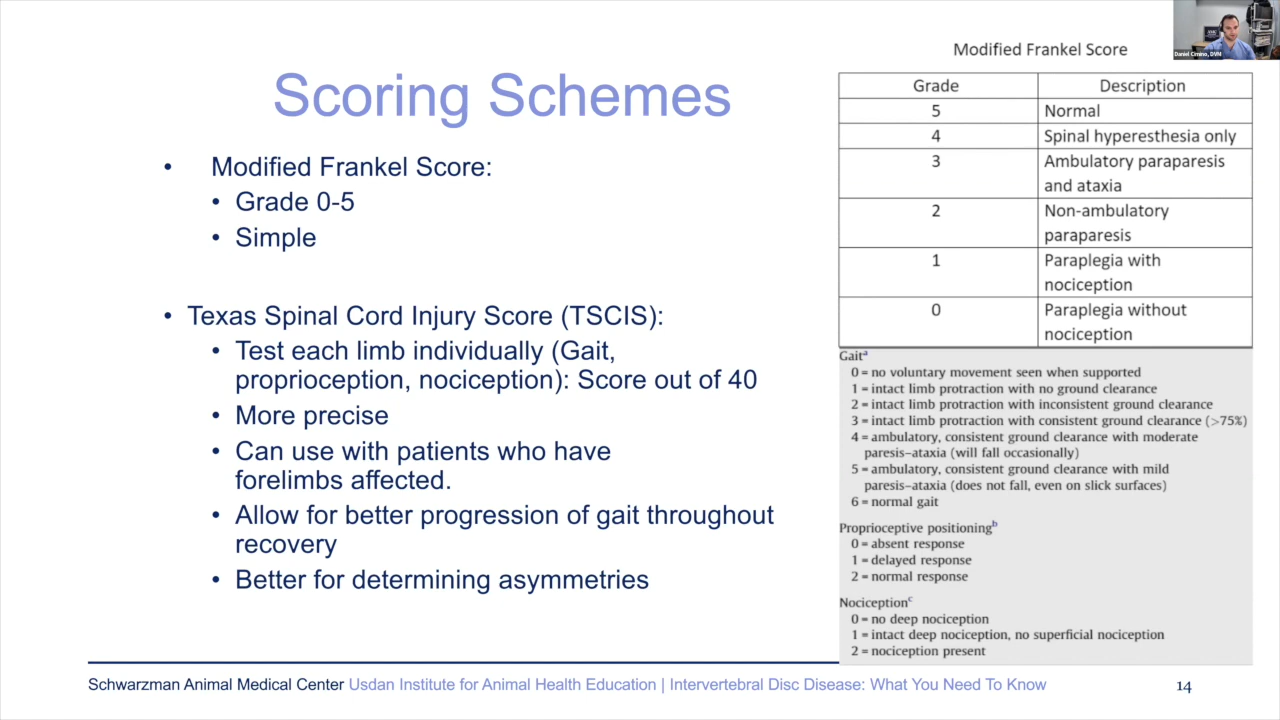 Daniel Cimino, DVM
Scoring Schemes
• Modified Frankel Score:
• Grade 0-5
• Simple
• Texas Spinal Cord Injury Score (TSCIS):
• Test each limb individually (Gait,
proprioception, nociception): Score out of 40
• More precise
• Can use with patients who have
forelimbs affected.
• Allow for better progression of gait throughout
recovery
• Better for determining asymmetries
Modified Frankel Score
Grade Description
5 Normal
4 Spinal hyperesthesia only
3 Ambulatory paraparesis
and ataxia
2 Non-ambulatory
paraparesis
1 Paraplegia with
nociception
0 Paraplegia without
nociception
Gaitᵃ
0 = no voluntary movement seen when supported
1 = intact limb protraction with no ground clearance
2 = intact limb protraction with inconsistent ground clearance
3 = intact limb protraction with consistent ground clearance (>75%)
4 = ambulatory, consistent ground clearance with moderate
paresis–ataxia (will fall occasionally)
5 = ambulatory, consistent ground clearance with mild
paresis–ataxia (does not fall, even on slick surfaces)
6 = normal gait
Proprioceptive positioningᵇ
0 = absent response
1 = delayed response
2 = normal response
Nociceptionᶜ
0 = no deep nociception
1 = intact deep nociception, no superficial nociception
2 = nociception present
Schwarzman Animal Medical Center Usdan Institute for Animal Health Education | Intervertebral Disc Disease: What You Need To Know 14